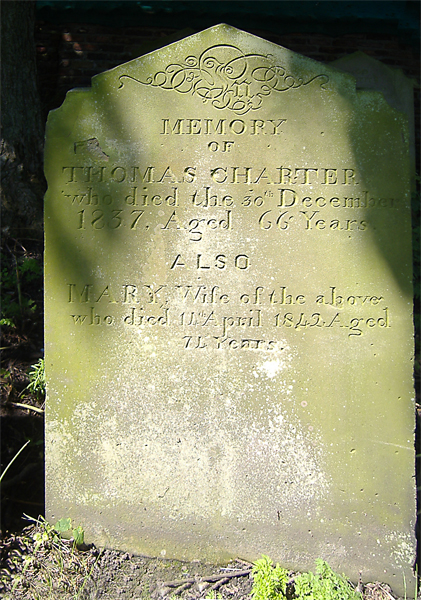 In
MEMORY
OF
THOMAS CHARTER
who died the 30th December
1837. Aged 66 Years.
ALSO
MARY, Wife of the above
who died 11th April 1842 Aged
71 Years.